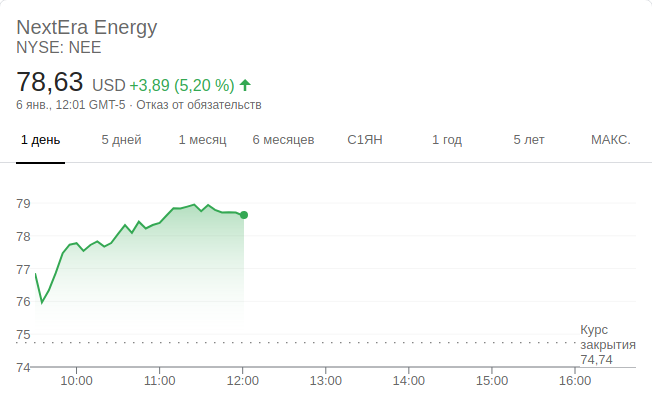 NextEra Energy
NYSE: NEE
78,63 USD +3,89 (5,20 %)
6 янв., 12:01 GMT-5 · Отказ от обязательств
1 день 5 дней 1 месяц 6 месяцев С1ЯН 1 год 5 лет МАКС.
79
78
77
76
75
74
Курс
закрытия
74,74
10:00 11:00 12:00 13:00 14:00 15:00 16:00